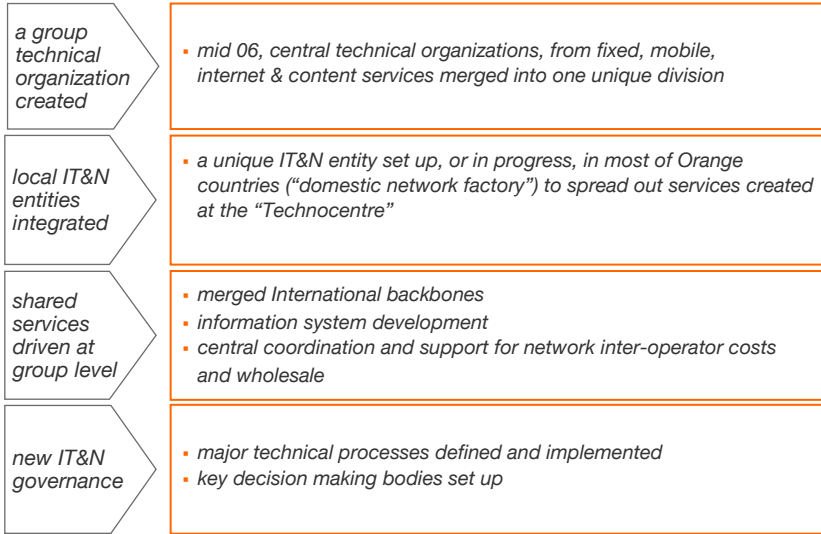 a group
technical
organization
created
▪ mid 06, central technical organizations, from fixed, mobile,
internet & content services merged into one unique division
local IT&N
entities
integrated
▪ a unique IT&N entity set up, or in progress, in most of Orange
countries (“domestic network factory”) to spread out services created
at the “Technocentre”
shared
services
driven at
group level
▪ merged International backbones
▪ information system development
▪ central coordination and support for network inter-operator costs
and wholesale
new IT&N
governance
▪ major technical processes defined and implemented
▪ key decision making bodies set up